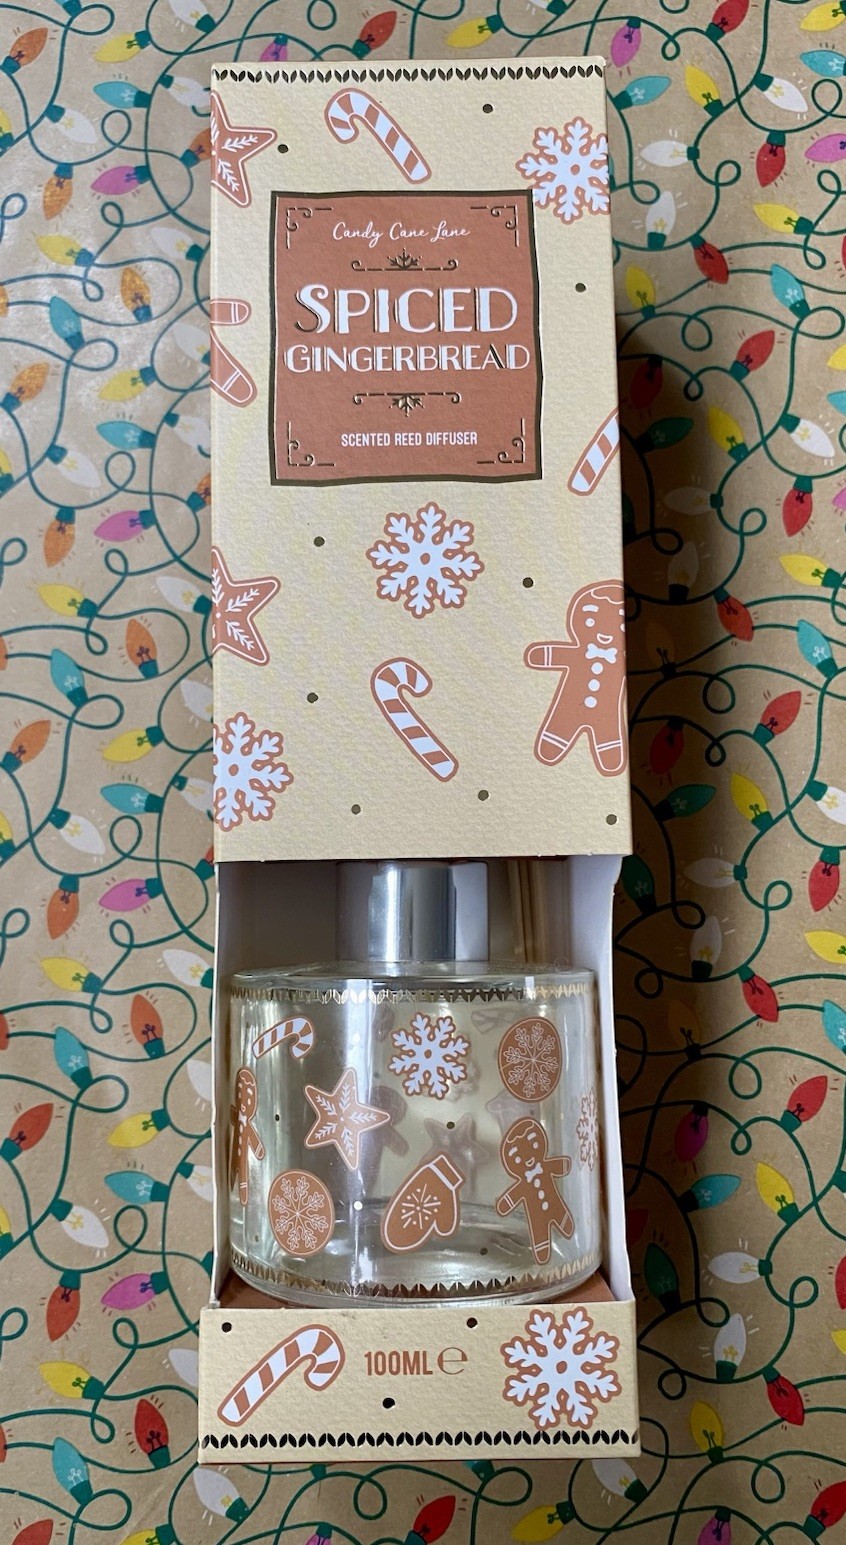 Candy Cane Lane
SPICED
GINGERBREAD
SCENTED REED DIFFUSER
100ML ℮